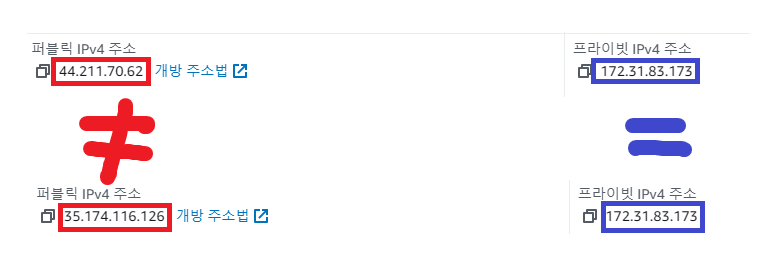 퍼블릭 IPv4 주소
44.211.70.62 개방 주소법
프라이빗 IPv4 주소
172.31.83.173
≠
=
퍼블릭 IPv4 주소
35.174.116.126 개방 주소법
프라이빗 IPv4 주소
172.31.83.173